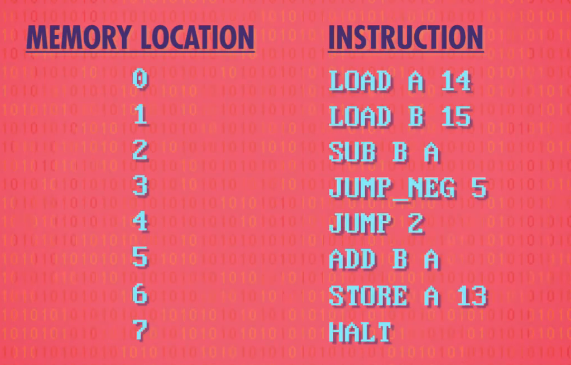 MEMORY LOCATION INSTRUCTION
0 LOAD A 14
1 LOAD B 15
2 SUB B A
3 JUMP_NEG 5
4 JUMP 2
5 ADD B A
6 STORE A 13
7 HALT